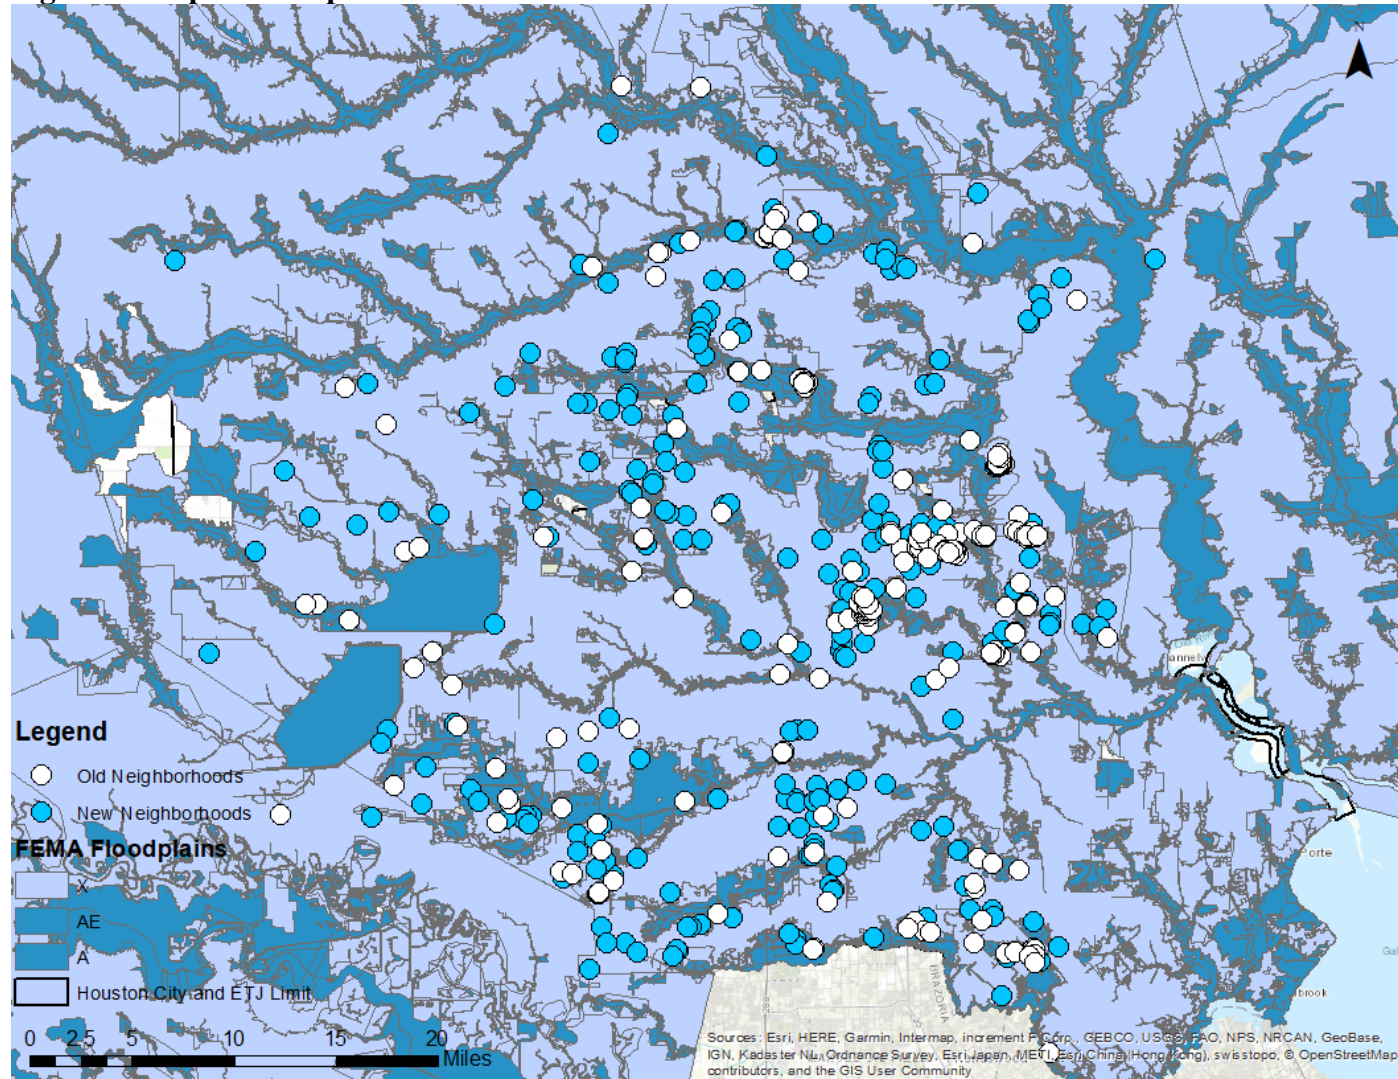 Legend
Old Neighborhoods
New Neighborhoods
FEMA Floodplains
X
AE
A
Houston City and ETJ Limit
0 2.5 5 10 15 20
Miles
Porte
BRAZORIA
Sources: Esri, HERE, Garmin, Intermap, increment P Corp., GEBCO, USGS, FAO, NPS, NRCAN, GeoBase,
IGN, Kadaster NL, Ordnance Survey, Esri Japan, METI, Esri China (Hong Kong), swisstopo, © OpenStreetMap
contributors, and the GIS User Community